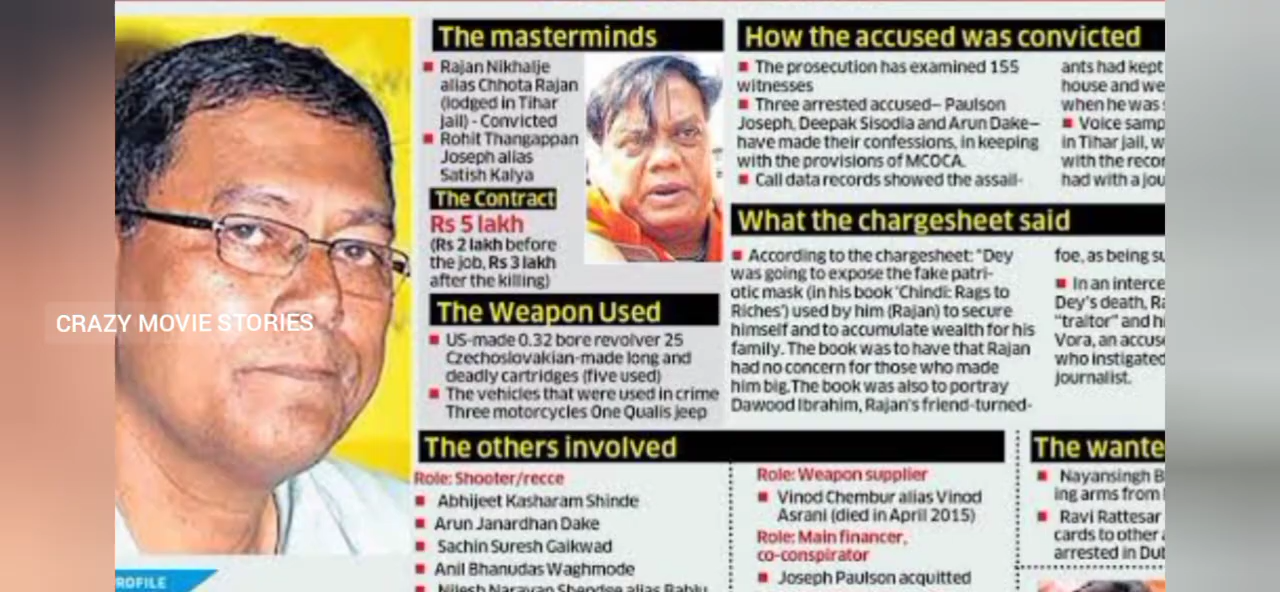 CRAZY MOVIE STORIES
ROFILE
The masterminds
Rajan Nikhalje
alias Chhota Rajan
(lodged in Tihar
jail) - Convicted
Rohit Thangappan
Joseph alias
Satish Kalya
The Contract
Rs 5 lakh
(Rs 2 lakh before
the job, Rs 3 lakh
after the killing)
The Weapon Used
US-made 0.32 bore revolver 25
Czechoslovakian-made long and
deadly cartridges (five used)
The vehicles that were used in crime
Three motorcycles One Qualis jeep
How the accused was convicted
The prosecution has examined 155
witnesses
Three arrested accused— Paulson
Joseph, Deepak Sisodia and Arun Dake—
have made their confessions, in keeping
with the provisions of MCOCA.
Call data records showed the assail-
ants had kept
house and we
when he was
Voice samp
in Tihar jail, w
with the recor
had with a jou
What the chargesheet said
According to the chargesheet: "Dey
was going to expose the fake patri-
otic mask (in his book 'Chindi: Rags to
Riches') used by him (Rajan) to secure
himself and to accumulate wealth for his
family. The book was to have that Rajan
had no concern for those who made
him big.The book was also to portray
Dawood Ibrahim, Rajan's friend-turned-
foe, as being su
In an interce
Dey's death, Ra
"traitor" and hi
Vora, an accuse
who instigated
journalist.
The others involved
Role: Shooter/recce
Abhijeet Kasharam Shinde
Arun Janardhan Dake
Sachin Suresh Gaikwad
Anil Bhanudas Waghmode
Nilesh Narayan Shendge alias Bablu
Role: Weapon supplier
Vinod Chembur alias Vinod
Asrani (died in April 2015)
Role: Main financer,
co-conspirator
Joseph Paulson acquitted
The wante
Nayansingh B
ing arms from
Ravi Rattesar
cards to other
arrested in Dub